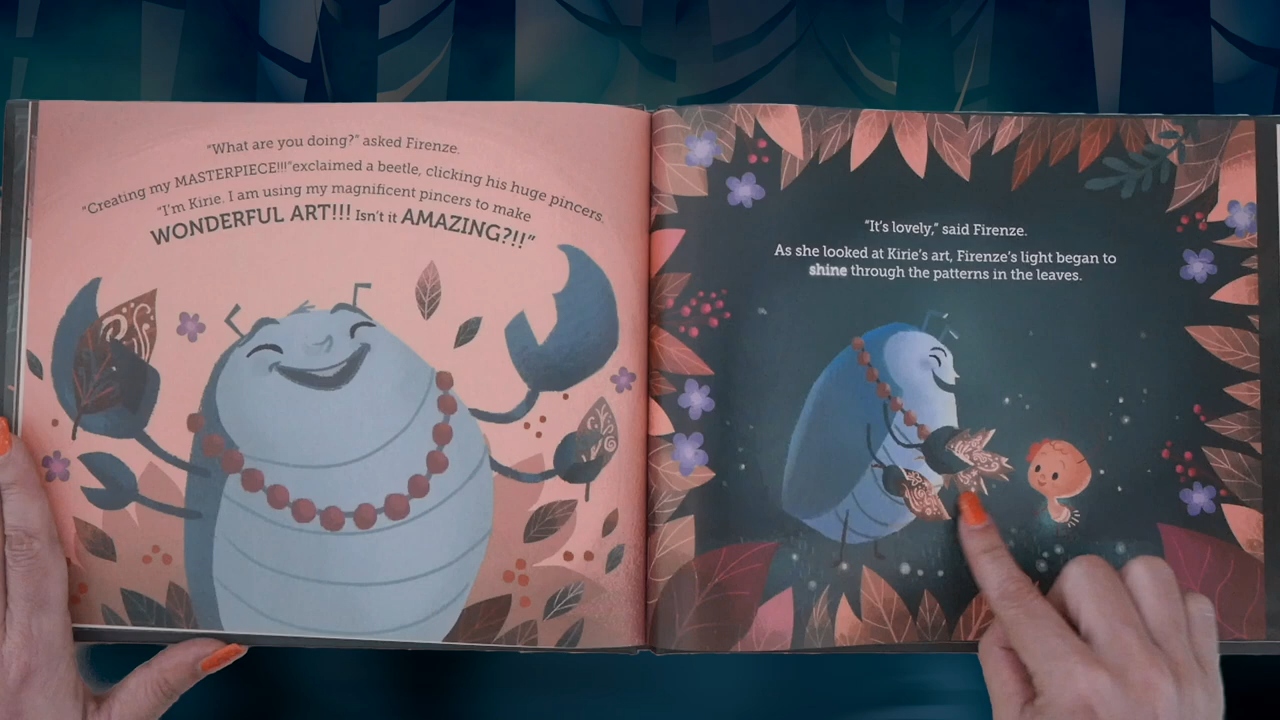 "What are you doing?" asked Firenze.
"Creating my MASTERPIECE!!!"exclaimed a beetle, clicking his huge pincers.
"I'm Kirie. I am using my magnificent pincers to make
WONDERFUL ART!!! Isn't it AMAZING?!!"
"It's lovely," said Firenze.
As she looked at Kirie's art, Firenze's light began to
shine through the patterns in the leaves.